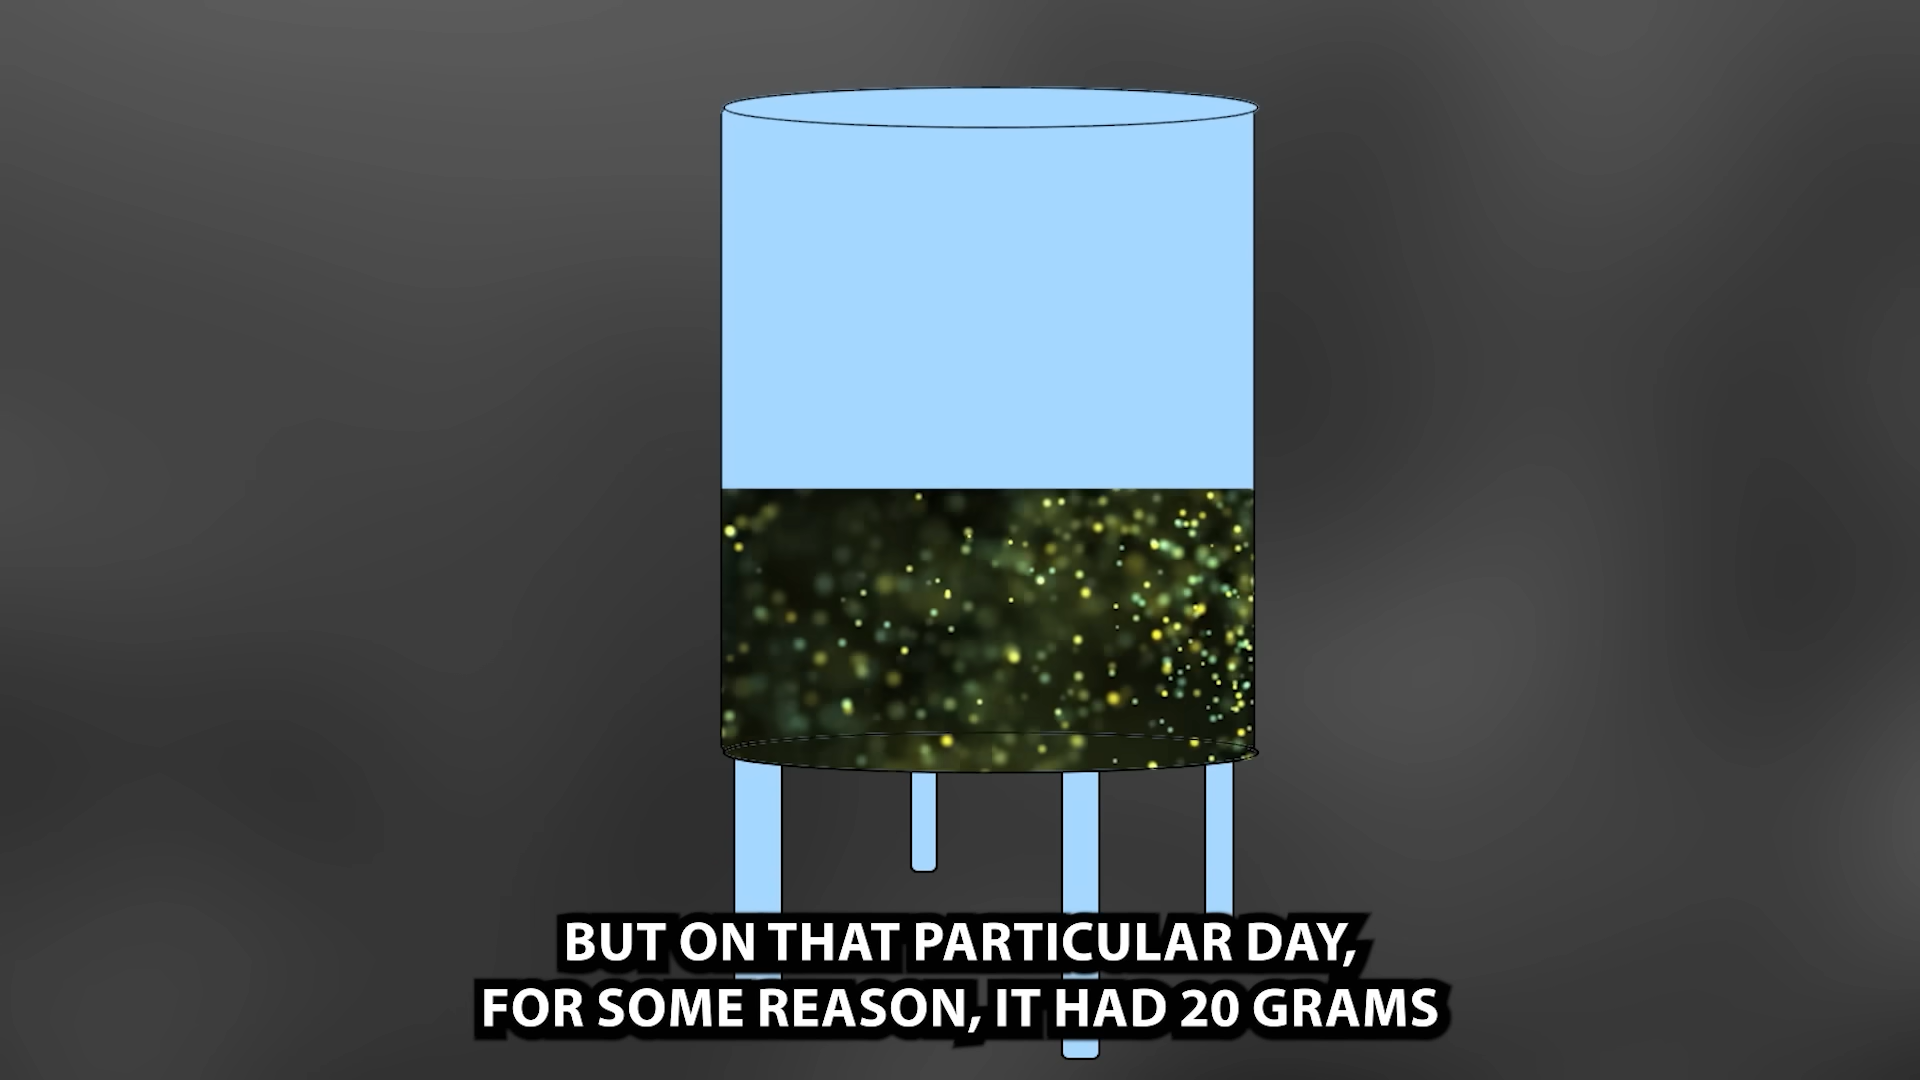 BUT ON THAT PARTICULAR DAY,
FOR SOME REASON, IT HAD 20 GRAMS